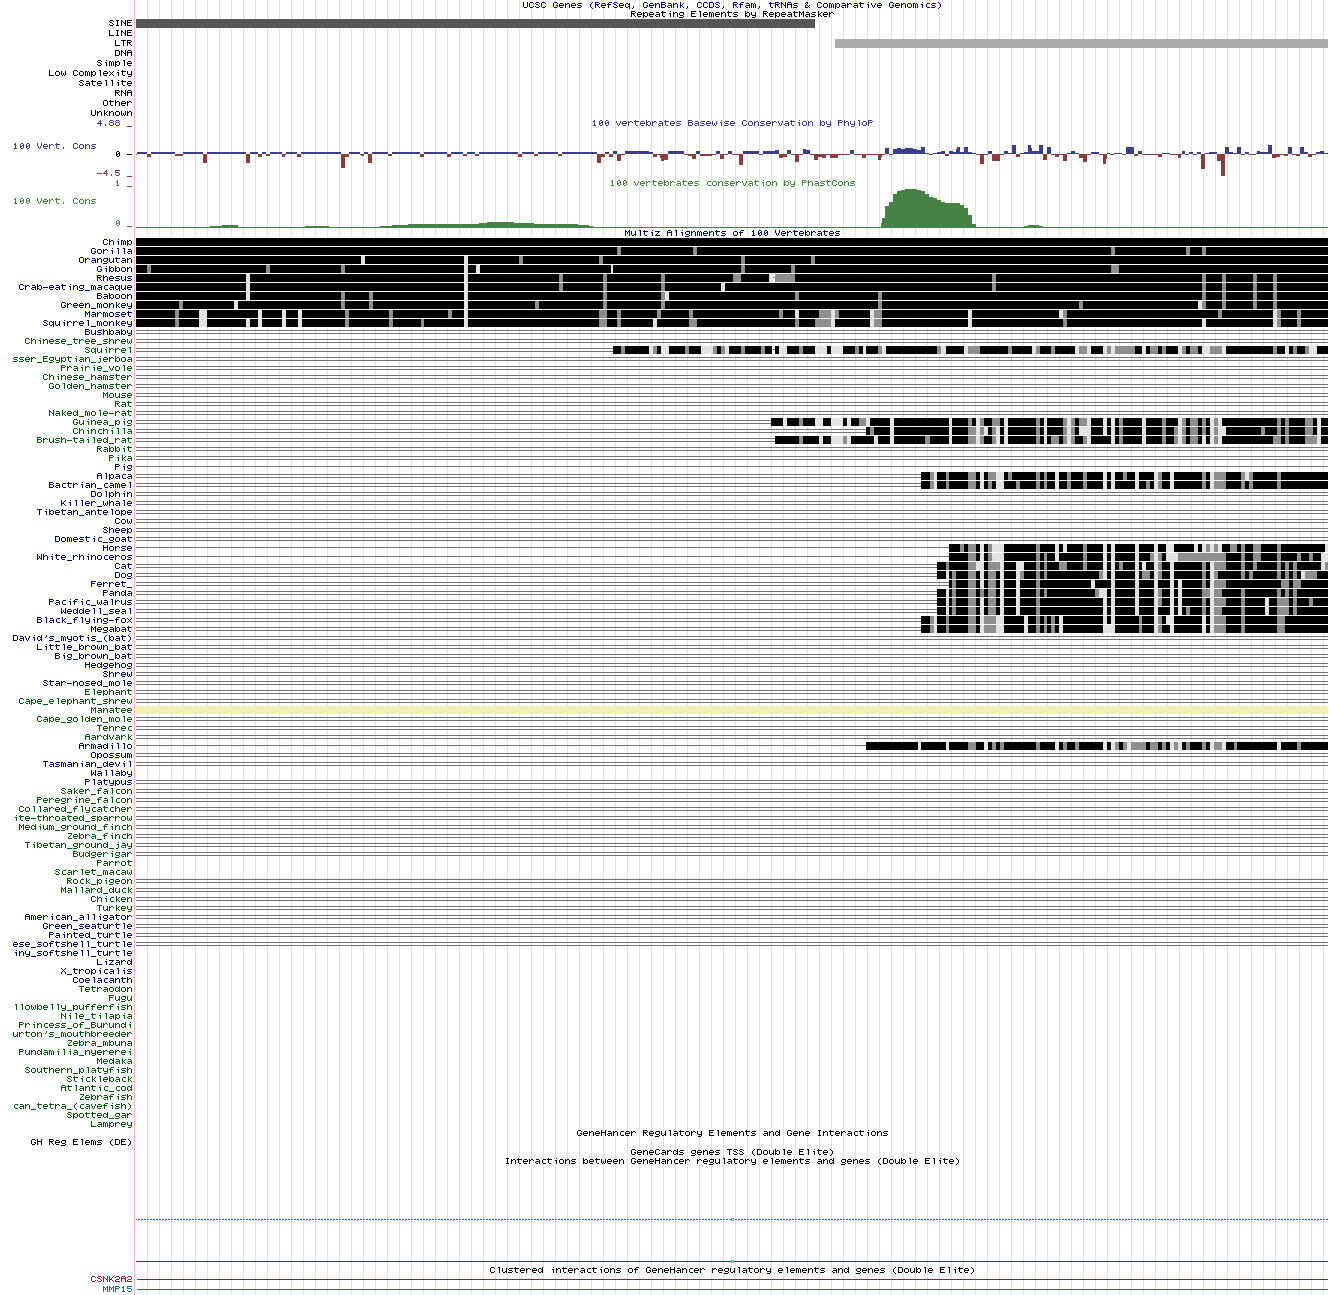 UCSC Genes (RefSeq, GenBank, CCDS, Rfam, tRNAs & Comparative Genomics)
Repeating Elements by RepeatMasker
SINE
LINE
LTR
DNA
Simple
Low Complexity
Satellite
RNA
Other
Unknown
100 vertebrates Basewise Conservation by PhyloP
4.88 _
100 Vert. Cons
0 -
-4.5 _
100 vertebrates conservation by PhastCons
1 _
100 Vert. Cons
0 _
Multiz Alignments of 100 Vertebrates
Chimp
Gorilla
Orangutan
Gibbon
Rhesus
Crab-eating_macaque
Baboon
Green_monkey
Marmoset
Squirrel_monkey
Bushbaby
Chinese_tree_shrew
Squirrel
sser_Egyptian_jerboa
Prairie_vole
Chinese_hamster
Golden_hamster
Mouse
Rat
Naked_mole-rat
Guinea_pig
Chinchilla
Brush-tailed_rat
Rabbit
Pika
Pig
Alpaca
Bactrian_camel
Dolphin
Killer_whale
Tibetan_antelope
Cow
Sheep
Domestic_goat
Horse
White_rhinoceros
Cat
Dog
Ferret_
Panda
Pacific_walrus
Weddell_seal
Black_flying-fox
Megabat
David's_myotis_(bat)
Little_brown_bat
Big_brown_bat
Hedgehog
Shrew
Star-nosed_mole
Elephant
Cape_elephant_shrew
Manatee
Cape_golden_mole
Tenrec
Aardvark
Armadillo
Opossum
Tasmanian_devil
Wallaby
Platypus
Saker_falcon
Peregrine_falcon
Collared_flycatcher
ite-throated_sparrow
Medium_ground_finch
Zebra_finch
Tibetan_ground_jay
Budgerigar
Parrot
Scarlet_macaw
Rock_pigeon
Mallard_duck
Chicken
Turkey
American_alligator
Green_seaturtle
Painted_turtle
ese_softshell_turtle
iny_softshell_turtle
Lizard
X_tropicalis
Coelacanth
Tetraodon
Fugu
llowbelly_pufferfish
Nile_tilapia
Princess_of_Burundi
urton's_mouthbreeder
Zebra_mbuna
Pundamilia_nyererei
Medaka
Southern_platyfish
Stickleback
Atlantic_cod
Zebrafish
can_tetra_(cavefish)
Spotted_gar
Lamprey
GeneHancer Regulatory Elements and Gene Interactions
GH Reg Elems (DE)
GeneCards genes TSS (Double Elite)
Interactions between GeneHancer regulatory elements and genes (Double Elite)
Clustered interactions of GeneHancer regulatory elements and genes (Double Elite)
CSNK2A2
MMP15